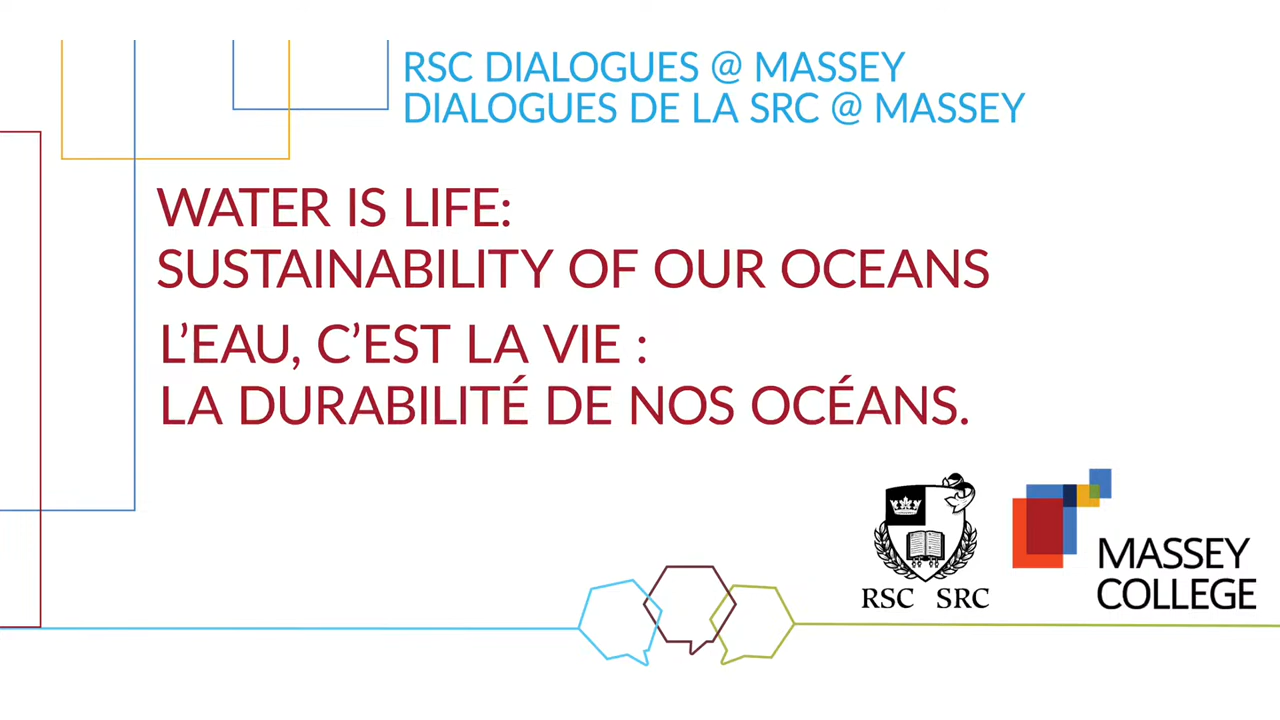 RSC DIALOGUES @ MASSEY
DIALOGUES DE LA SRC @ MASSEY
WATER IS LIFE:
SUSTAINABILITY OF OUR OCEANS
L’EAU, C’EST LA VIE :
LA DURABILITÉ DE NOS OCÉANS.
RSC SRC
MASSEY
COLLEGE